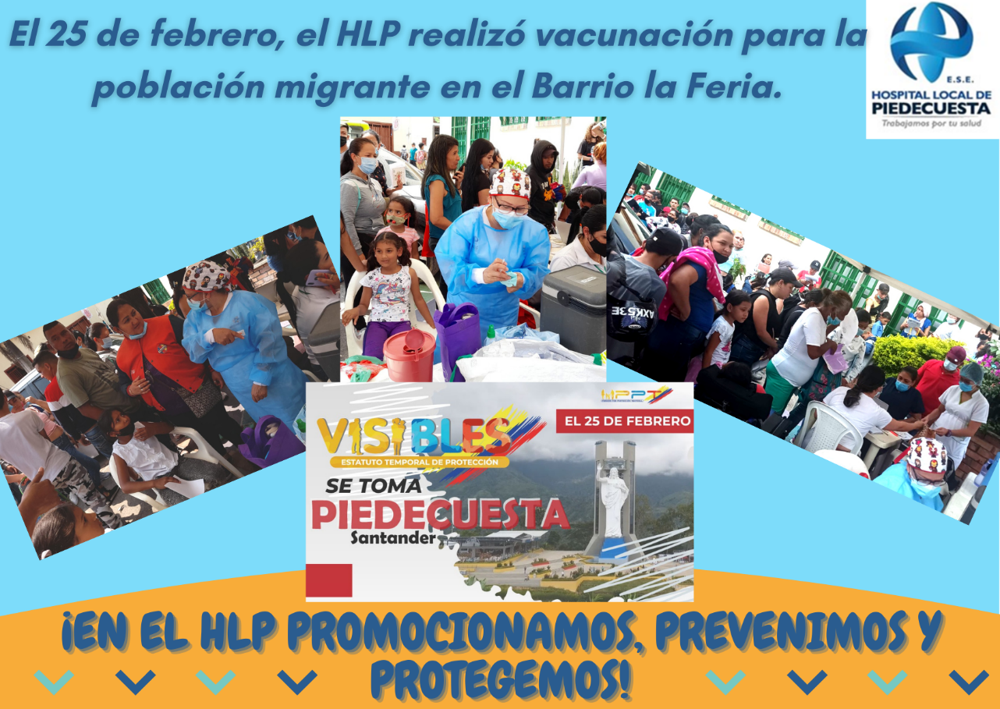 El 25 de febrero, el HLP realizó vacunación para la
población migrante en el Barrio la Feria.
E.S.E.
HOSPITAL LOCAL DE
PIEDECUESTA
Trabajamos por tu salud
AXK53E
HPPT
EL 25 DE FEBRERO
VISIBLES
ESTATUTO TEMPORAL DE PROTECCIÓN
SE TOMA
PIEDECUESTA
Santander
¡EN EL HLP PROMOCIONAMOS, PREVENIMOS Y
PROTEGEMOS!